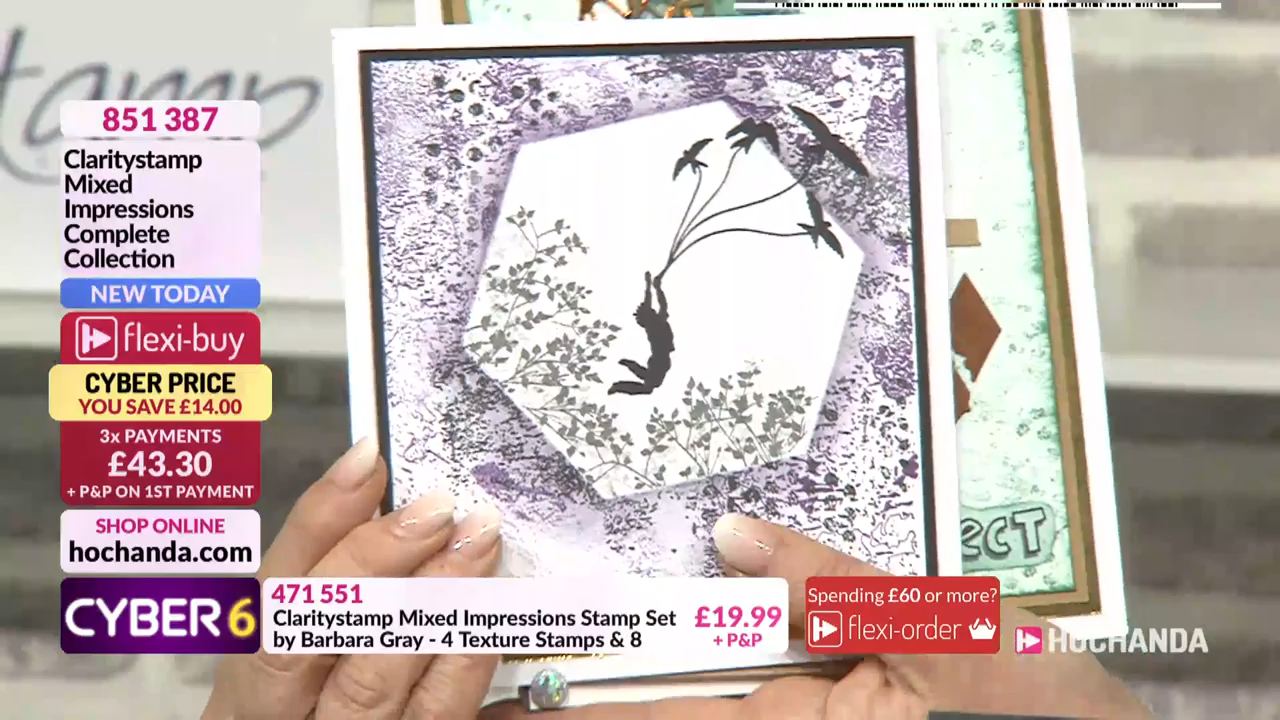 tamp
851 387
Claritystamp
Mixed
Impressions
Complete
Collection
NEW TODAY
flexi-buy
CYBER PRICE
YOU SAVE £14.00
3x PAYMENTS
£43.30
+ P&P ON 1ST PAYMENT
SHOP ONLINE
hochanda.com
CYBER 6
471 551
Claritystamp Mixed Impressions Stamp Set
by Barbara Gray - 4 Texture Stamps & 8
£19.99
+ P&P
Spending £60 or more?
flexi-order
HOCHANDA
ECT